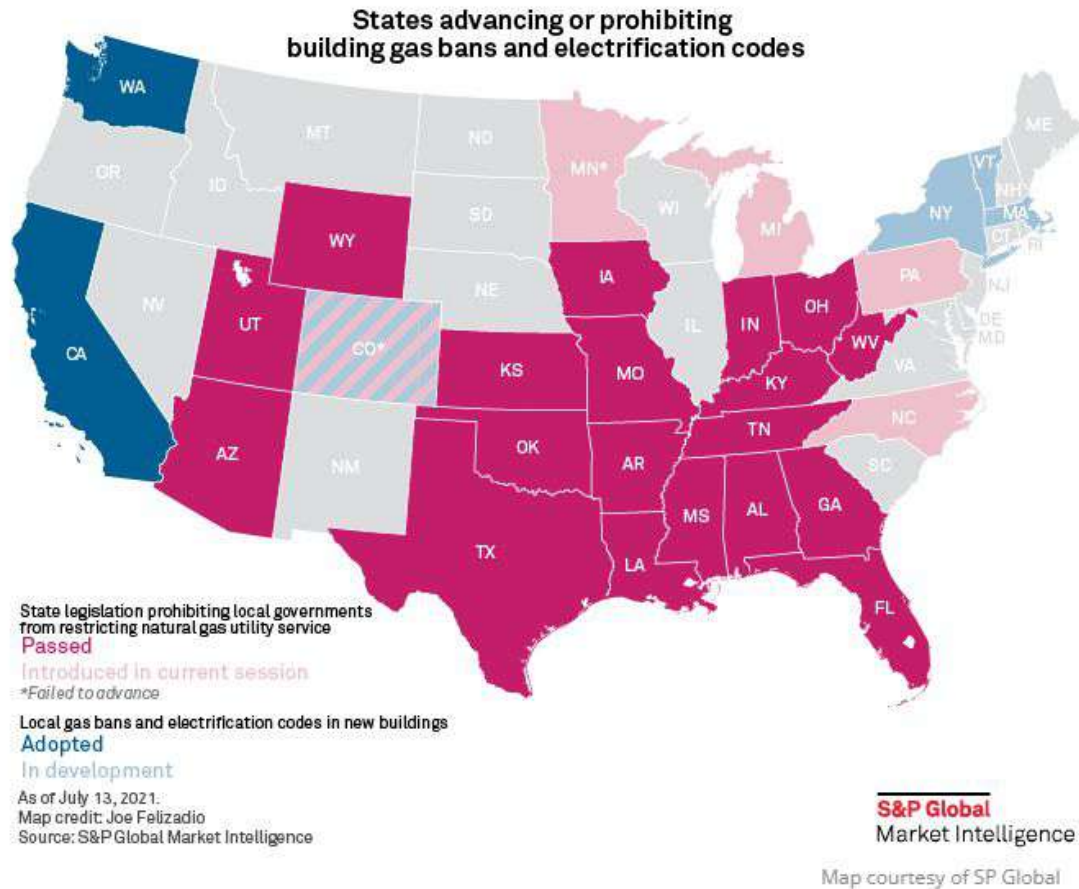 States advancing or prohibiting
building gas bans and electrification codes
WA
MT
ND
MN*
ME
OR
ID
SD
WI
MI
VT
NH
NY
MA
CT
RI
WY
IA
NE
PA
NJ
NV
UT
CO*
IL
IN
OH
DE
MD
WV
VA
CA
KS
MO
KY
NC
TN
AZ
NM
OK
AR
SC
MS
AL
GA
TX
LA
FL
State legislation prohibiting local governments
from restricting natural gas utility service
Passed
Introduced in current session
*Failed to advance
Local gas bans and electrification codes in new buildings
Adopted
In development
As of July 13, 2021.
Map credit: Joe Felizadio
Source: S&P Global Market Intelligence
S&P Global
Market Intelligence
Map courtesy of SP Global